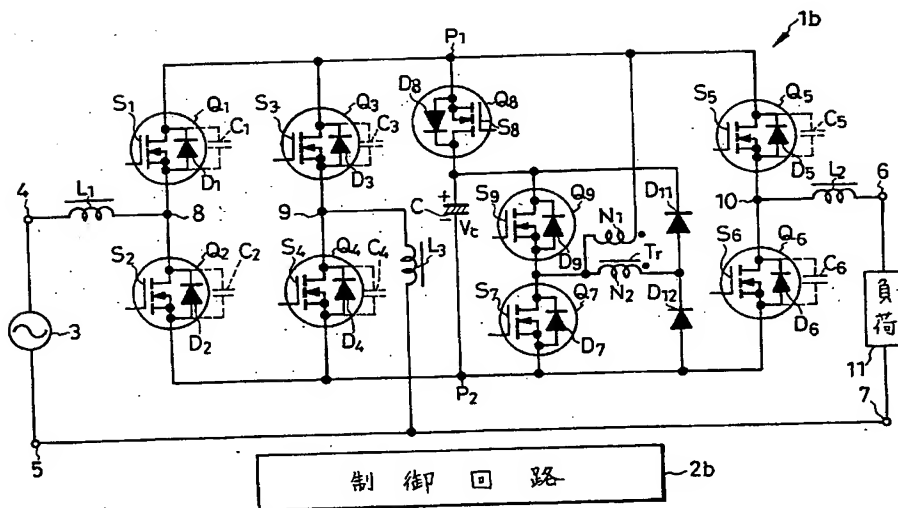 1b
P1
D8
Q8
S8
S1
Q1
C1
D1
S3
Q3
C3
D3
S5
Q5
C5
D5
4
L1
8
9
C
+
−
Vc
S9
Q9
D9
N1
D11
10
L2
6
S2
Q2
C2
D2
S4
Q4
C4
D4
L3
Tr
N2
D12
S7
Q7
D7
S6
Q6
C6
D6
3
負荷
11
P2
5
7
制御回路
2b